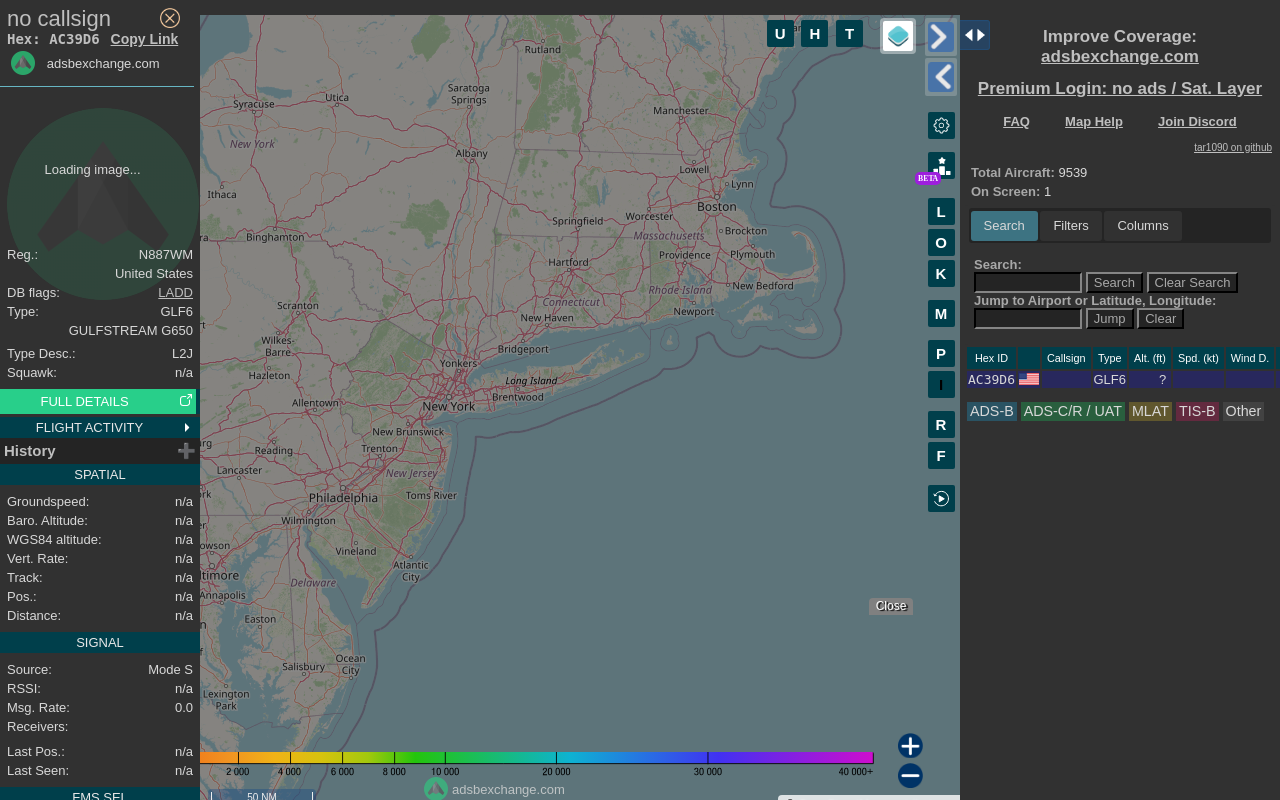 no callsign
Hex: AC39D6 Copy Link
adsbexchange.com
Loading image...
Reg.: N887WM
United States
DB flags: LADD
Type: GLF6
GULFSTREAM G650
Type Desc.: L2J
Squawk: n/a
FULL DETAILS
FLIGHT ACTIVITY
History
SPATIAL
Groundspeed: n/a
Baro. Altitude: n/a
WGS84 altitude: n/a
Vert. Rate: n/a
Track: n/a
Pos.: n/a
Distance: n/a
SIGNAL
Source: Mode S
RSSI: n/a
Msg. Rate: 0.0
Receivers:
Last Pos.: n/a
Last Seen: n/a
FMS SEL
Rutland
Utica
Syracuse
Saratoga
Springs
Manchester
New York
Albany
Lowell
Lynn
Ithaca
Boston
Worcester
Springfield
Brockton
Binghamton
Massachusetts
Providence
Plymouth
Hartford
New Bedford
Rhode Island
Connecticut
Scranton
Newport
New Haven
Wilkes-
Barre
Bridgeport
Yonkers
Hazleton
Long Island
Brentwood
Allentown
New York
New Brunswick
Reading
Trenton
Lancaster
New Jersey
Philadelphia
Toms River
Wilmington
Vineland
Atlantic
City
Annapolis
Delaware
Easton
Ocean
City
Salisbury
Lexington
Park
U H T
BETA
L
O
K
M
P
I
R
F
Close
2 000 4 000 6 000 8 000 10 000 20 000 30 000 40 000+
adsbexchange.com
50 NM
Improve Coverage:
adsbexchange.com
Premium Login: no ads / Sat. Layer
FAQ Map Help Join Discord
tar1090 on github
Total Aircraft: 9539
On Screen: 1
Search Filters Columns
Search:
Search Clear Search
Jump to Airport or Latitude, Longitude:
Jump Clear
Hex ID Callsign Type Alt. (ft) Spd. (kt) Wind D.
AC39D6 GLF6 ?
ADS-B ADS-C/R / UAT MLAT TIS-B Other